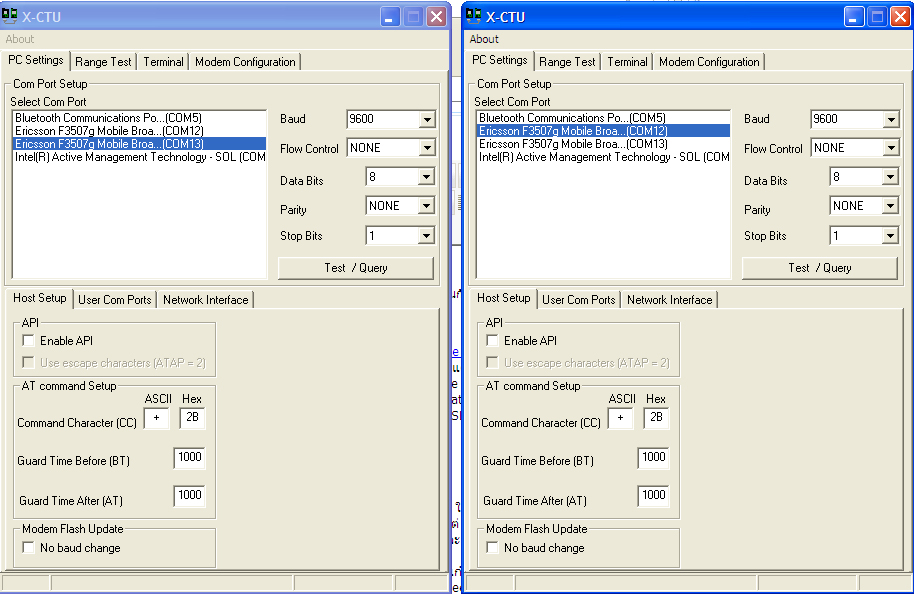 X-CTU
About
PC Settings Range Test Terminal Modem Configuration
Com Port Setup
Select Com Port
Bluetooth Communications Po...(COM5)
Ericsson F3507g Mobile Broa...(COM12)
Ericsson F3507g Mobile Broa...(COM13)
Intel(R) Active Management Technology - SOL (COM
Baud 9600
Flow Control NONE
Data Bits 8
Parity NONE
Stop Bits 1
Test / Query
Host Setup User Com Ports Network Interface
API
Enable API
Use escape characters (ATAP = 2)
AT command Setup
ASCII Hex
Command Character (CC) + 2B
Guard Time Before (BT) 1000
Guard Time After (AT) 1000
Modem Flash Update
No baud change
X-CTU
About
PC Settings Range Test Terminal Modem Configuration
Com Port Setup
Select Com Port
Bluetooth Communications Po...(COM5)
Ericsson F3507g Mobile Broa...(COM12)
Ericsson F3507g Mobile Broa...(COM13)
Intel(R) Active Management Technology - SOL (COM
Baud 9600
Flow Control NONE
Data Bits 8
Parity NONE
Stop Bits 1
Test / Query
Host Setup User Com Ports Network Interface
API
Enable API
Use escape characters (ATAP = 2)
AT command Setup
ASCII Hex
Command Character (CC) + 2B
Guard Time Before (BT) 1000
Guard Time After (AT) 1000
Modem Flash Update
No baud change